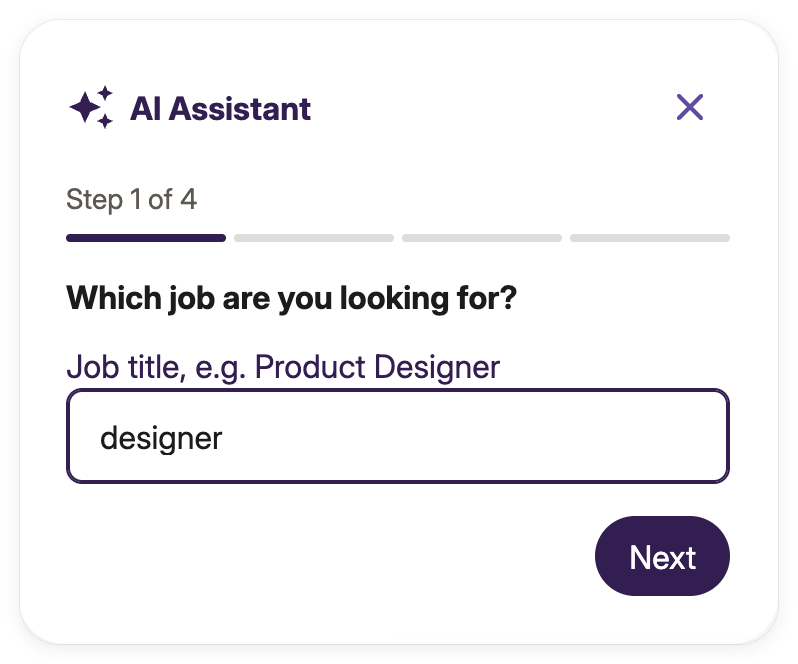 AI Assistant
Step 1 of 4
Which job are you looking for?
Job title, e.g. Product Designer
designer
Next